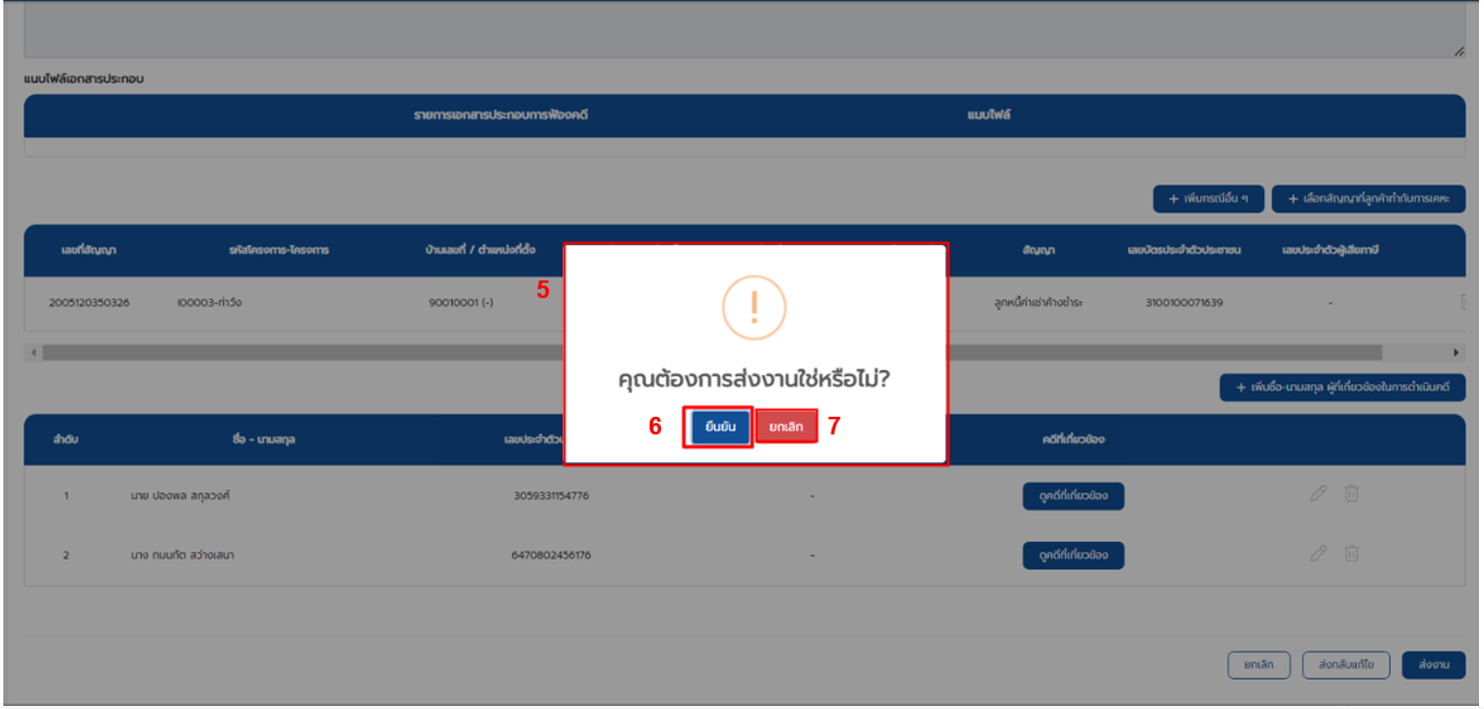 แนบไฟล์เอกสารประกอบ
รายการเอกสารประกอบการฟ้องคดี แนบไฟล์
+ เพิ่มกรณีอื่น ๆ + เลือกสัญญาที่ลูกค้าทำกับการเคหะ
เลขที่สัญญา รหัสโครงการ-โครงการ บ้านเลขที่ / ตำแหน่งที่ตั้ง สัญญา เลขบัตรประจำตัวประชาชน เลขประจำตัวผู้เสียภาษี
5
2005120350326 I00003-ท่าวัง 90010001 (-) ลูกหนี้ค่าเช่าค้างชำระ 3100100071639 -
คุณต้องการส่งงานใช่หรือไม่?
+ เพิ่มชื่อ-นามสกุล ผู้ที่เกี่ยวข้องในการดำเนินคดี
6 ยืนยัน ยกเลิก 7
ลำดับ ชื่อ - นามสกุล เลขประจำตัวป คดีที่เกี่ยวข้อง
1 นาย ปองพล สกุลวงศ์ 3059331154776 - ดูคดีที่เกี่ยวข้อง
2 นาง กมนทัต สว่างเสนา 6470802456176 - ดูคดีที่เกี่ยวข้อง
ยกเลิก ส่งกลับแก้ไข ส่งงาน